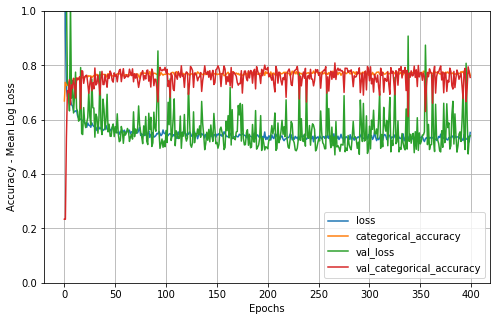 1.0
0.8
0.6
0.4
0.2
0.0
Accuracy - Mean Log Loss
0 50 100 150 200 250 300 350 400
Epochs
loss
categorical_accuracy
val_loss
val_categorical_accuracy